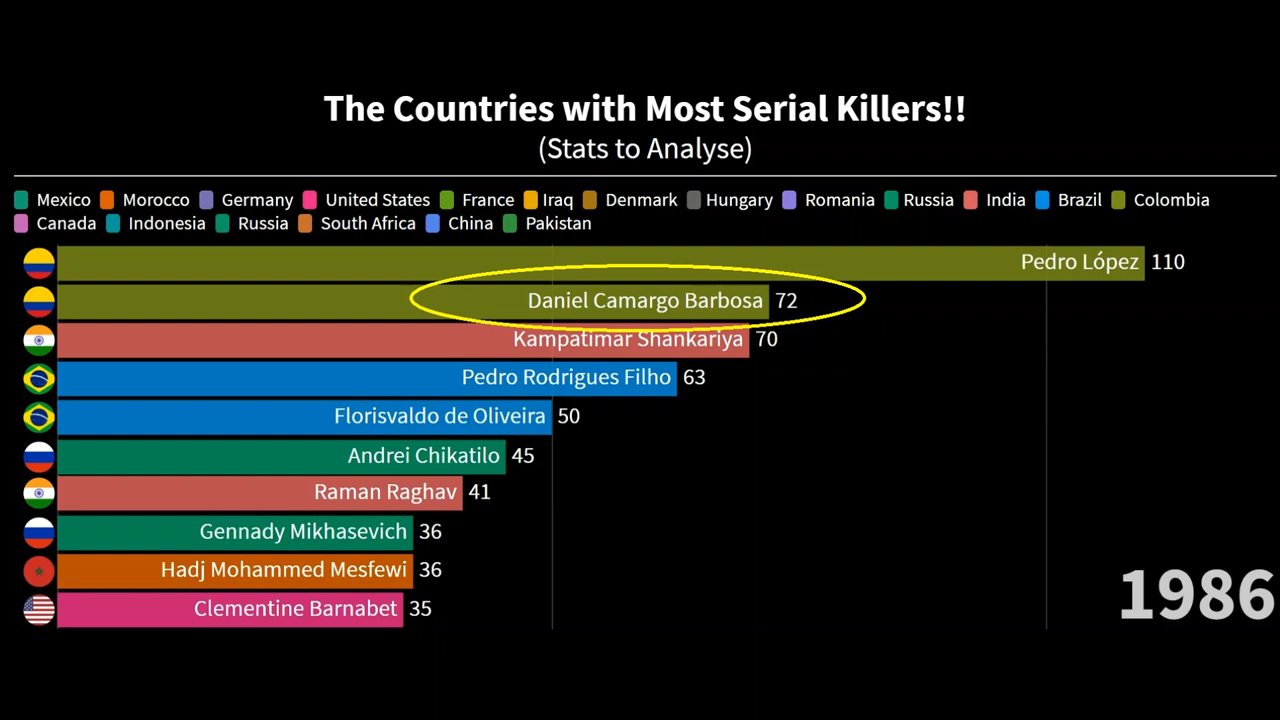 The Countries with Most Serial Killers!!
(Stats to Analyse)
Mexico Morocco Germany United States France Iraq Denmark Hungary Romania Russia India Brazil Colombia
Canada Indonesia Russia South Africa China Pakistan
Pedro López 110
Daniel Camargo Barbosa 72
Kampatimar Shankariya 70
Pedro Rodrigues Filho 63
Florisvaldo de Oliveira 50
Andrei Chikatilo 45
Raman Raghav 41
Gennady Mikhasevich 36
Hadj Mohammed Mesfewi 36
Clementine Barnabet 35
1986